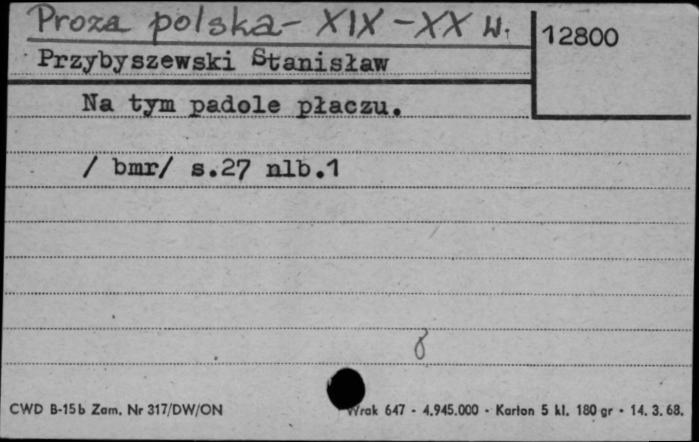 Proza polska - XIX - XX w.
12800
Przybyszewski Stanisław
Na tym padole płaczu.
/ bmr/ s.27 nlb.1
8
CWD B-15b Zam. Nr 317/DW/ON
Wrak 647 - 4.945.000 - Karton 5 kl. 180 gr - 14. 3. 68.